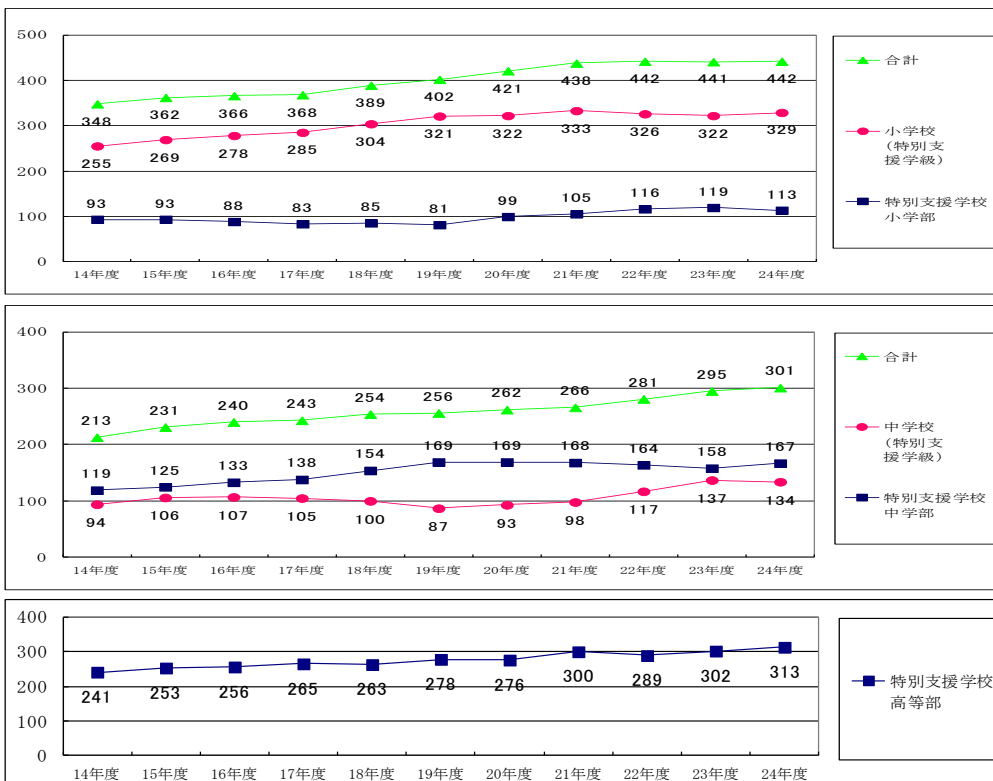 500
400
300
200
100
0
348 362 366 368 389 402 421 438 442 441 442
255 269 278 285 304 321 322 333 326 322 329
93 93 88 83 85 81 99 105 116 119 113
14年度 15年度 16年度 17年度 18年度 19年度 20年度 21年度 22年度 23年度 24年度
合計
小学校
(特別支
援学級)
特別支援学校
小学部
400
300
200
100
0
213 231 240 243 254 256 262 266 281 295 301
119 125 133 138 154 169 169 168 164 158 167
94 106 107 105 100 87 93 98 117 137 134
14年度 15年度 16年度 17年度 18年度 19年度 20年度 21年度 22年度 23年度 24年度
合計
中学校
(特別支
援学級)
特別支援学校
中学部
400
300
200
100
0
241 253 256 265 263 278 276 300 289 302 313
14年度 15年度 16年度 17年度 18年度 19年度 20年度 21年度 22年度 23年度 24年度
特別支援学校
高等部